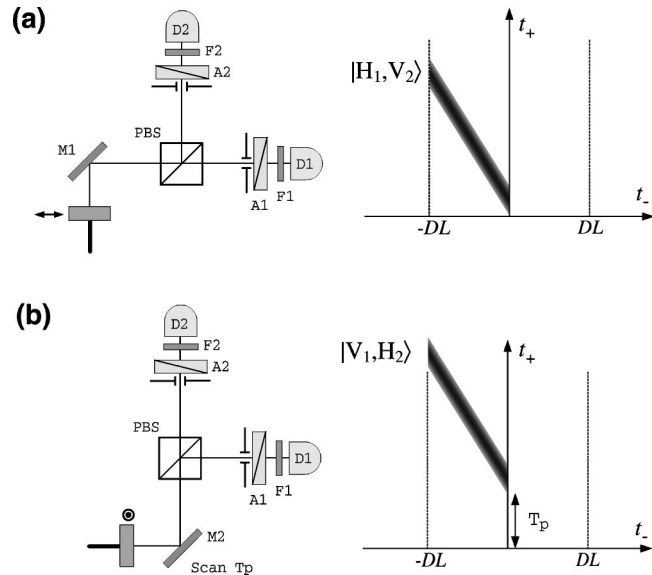 (a)
D2
F2
A2
PBS
M1
D1
F1
A1
|H₁,V₂⟩
t₊
t₋
-DL
DL
(b)
D2
F2
A2
PBS
D1
F1
A1
M2
Scan Tp
|V₁,H₂⟩
t₊
Tₚ
t₋
-DL
DL